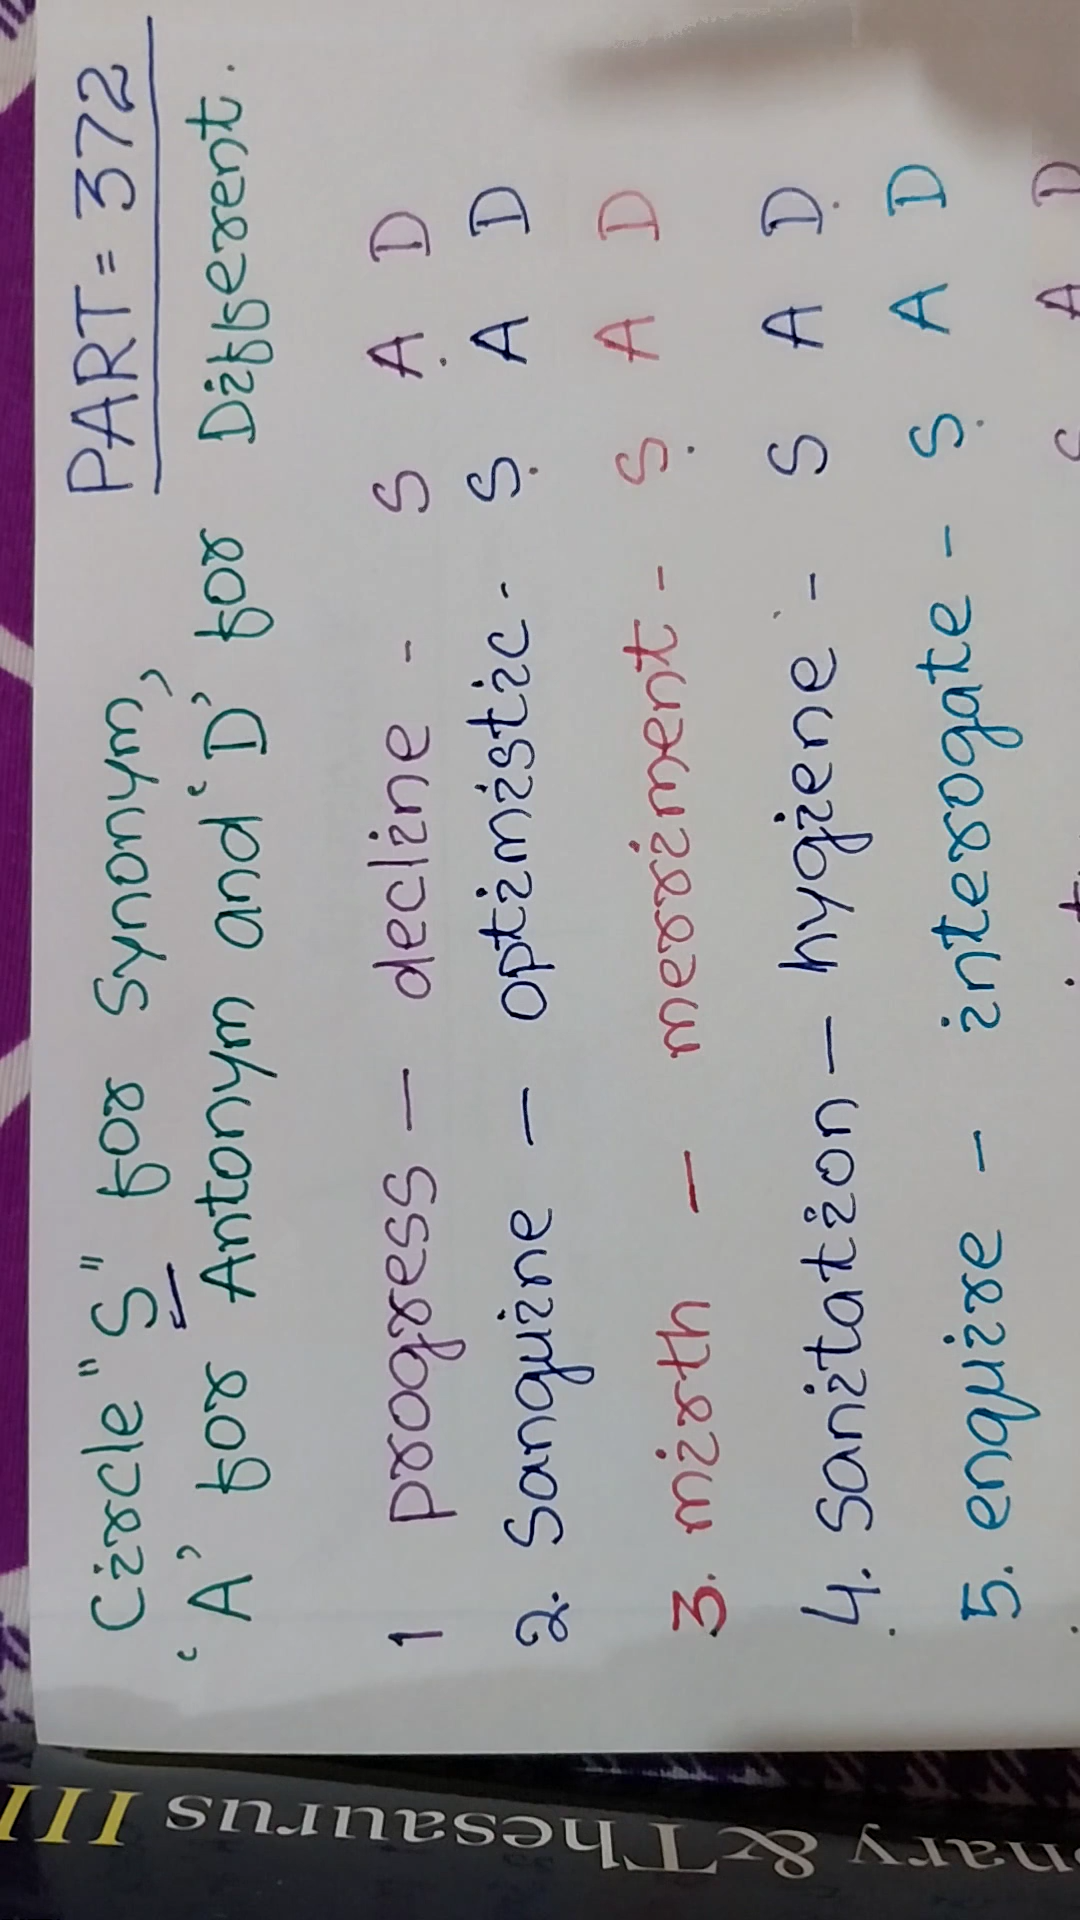 PART = 372
Circle "S" for Synonym,
'A' for Antonym and 'D' for Different.
1 progress — decline - S A D
2. Sanguine — optimistic - S A D
3. mirth — merriment - S A D
4. Sanitation — hygiene - S A D
5. enquire - interogate - S A D
S A D
nary & Thesaurus III